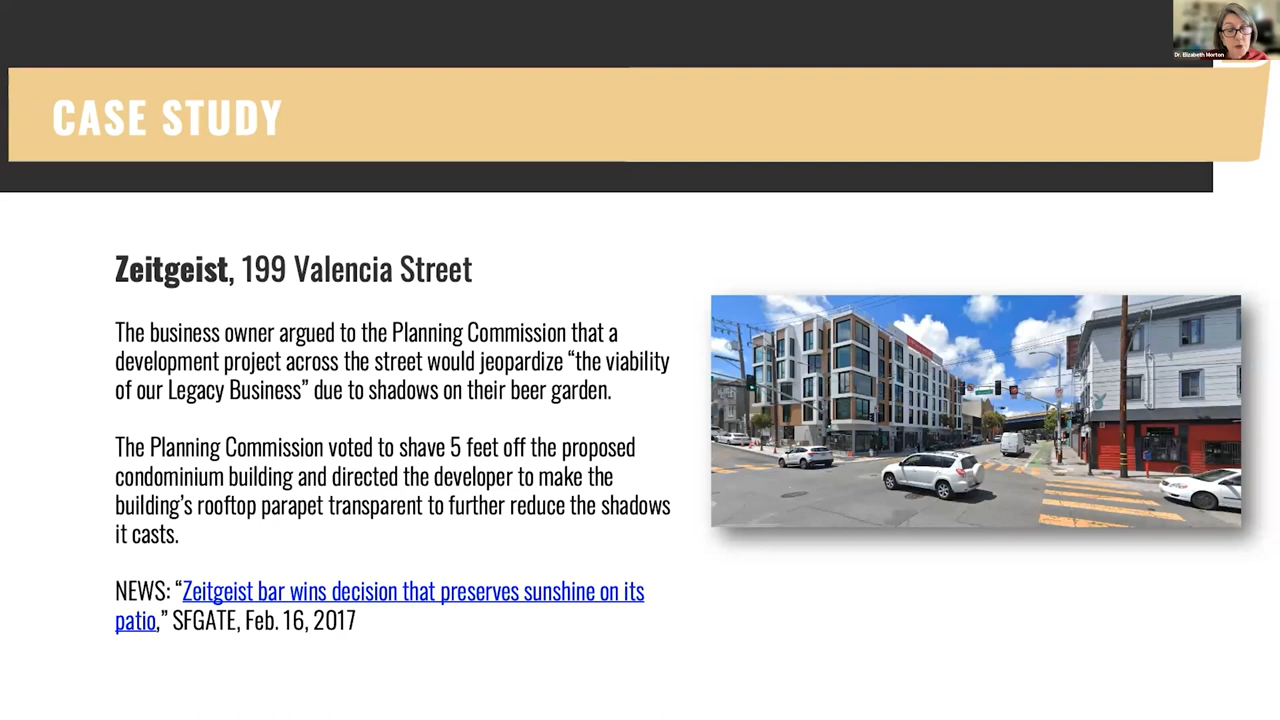 Dr. Elizabeth Morton
CASE STUDY
Zeitgeist, 199 Valencia Street
The business owner argued to the Planning Commission that a
development project across the street would jeopardize “the viability
of our Legacy Business” due to shadows on their beer garden.
The Planning Commission voted to shave 5 feet off the proposed
condominium building and directed the developer to make the
building’s rooftop parapet transparent to further reduce the shadows
it casts.
NEWS: “Zeitgeist bar wins decision that preserves sunshine on its
patio,” SFGATE, Feb. 16, 2017